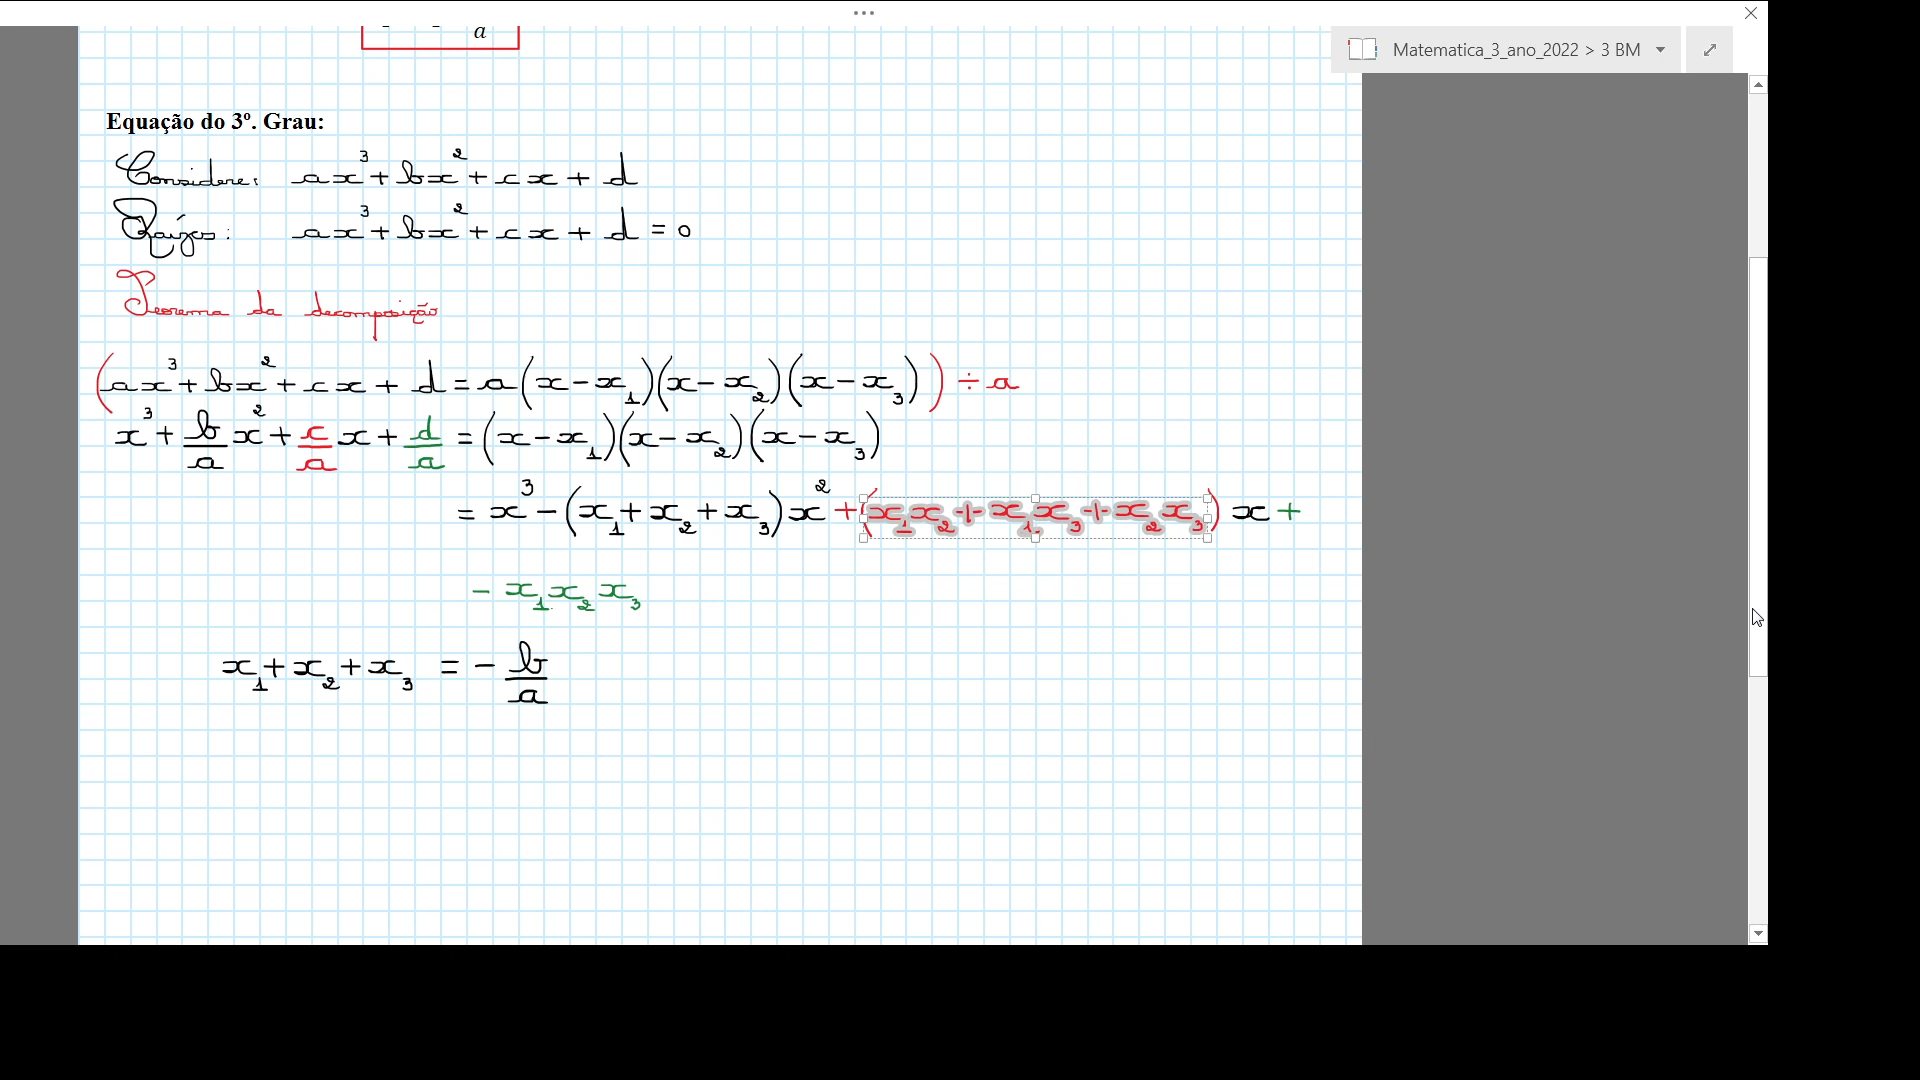 a
Matematica_3_ano_2022 > 3 BM
Equação do 3º. Grau:
Considere: ax³ + bx² + cx + d
Raízes: ax³ + bx² + cx + d = 0
Teorema da decomposição
(ax³ + bx² + cx + d = a(x - x₁)(x - x₂)(x - x₃)) ÷ a
x³ + b/a x² + c/a x + d/a = (x - x₁)(x - x₂)(x - x₃)
= x³ - (x₁ + x₂ + x₃)x² + (x₁x₂ + x₁x₃ + x₂x₃) x +
- x₁x₂x₃
x₁ + x₂ + x₃ = - b/a